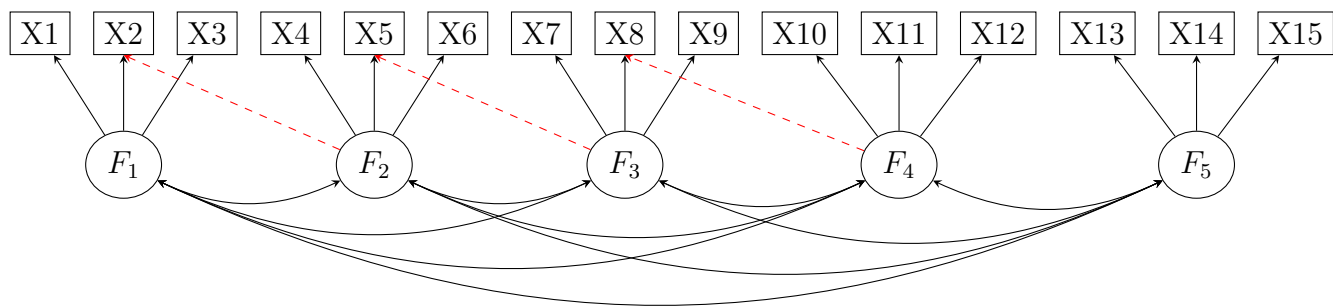 X1 X2 X3 X4 X5 X6 X7 X8 X9 X10 X11 X12 X13 X14 X15
F₁ F₂ F₃ F₄ F₅